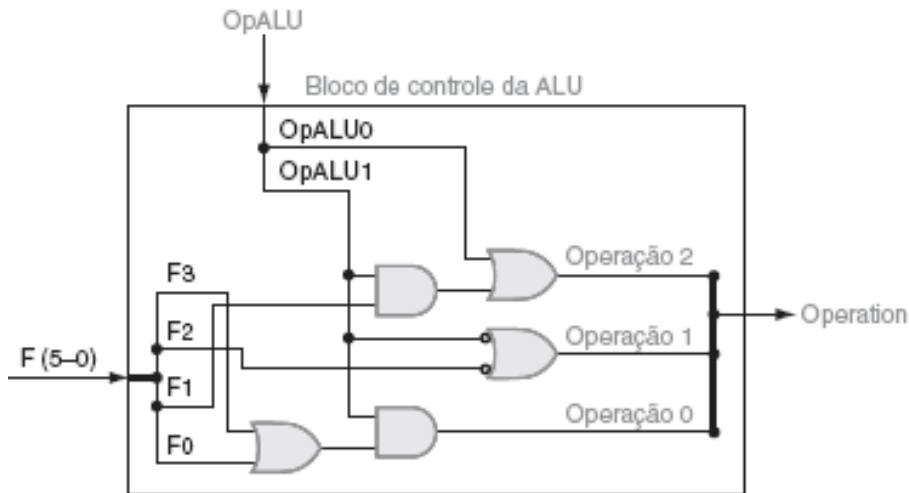 OpALU
Bloco de controle da ALU
OpALU0
OpALU1
Operação 2
F3
Operation
F2
Operação 1
F (5–0)
F1
Operação 0
F0